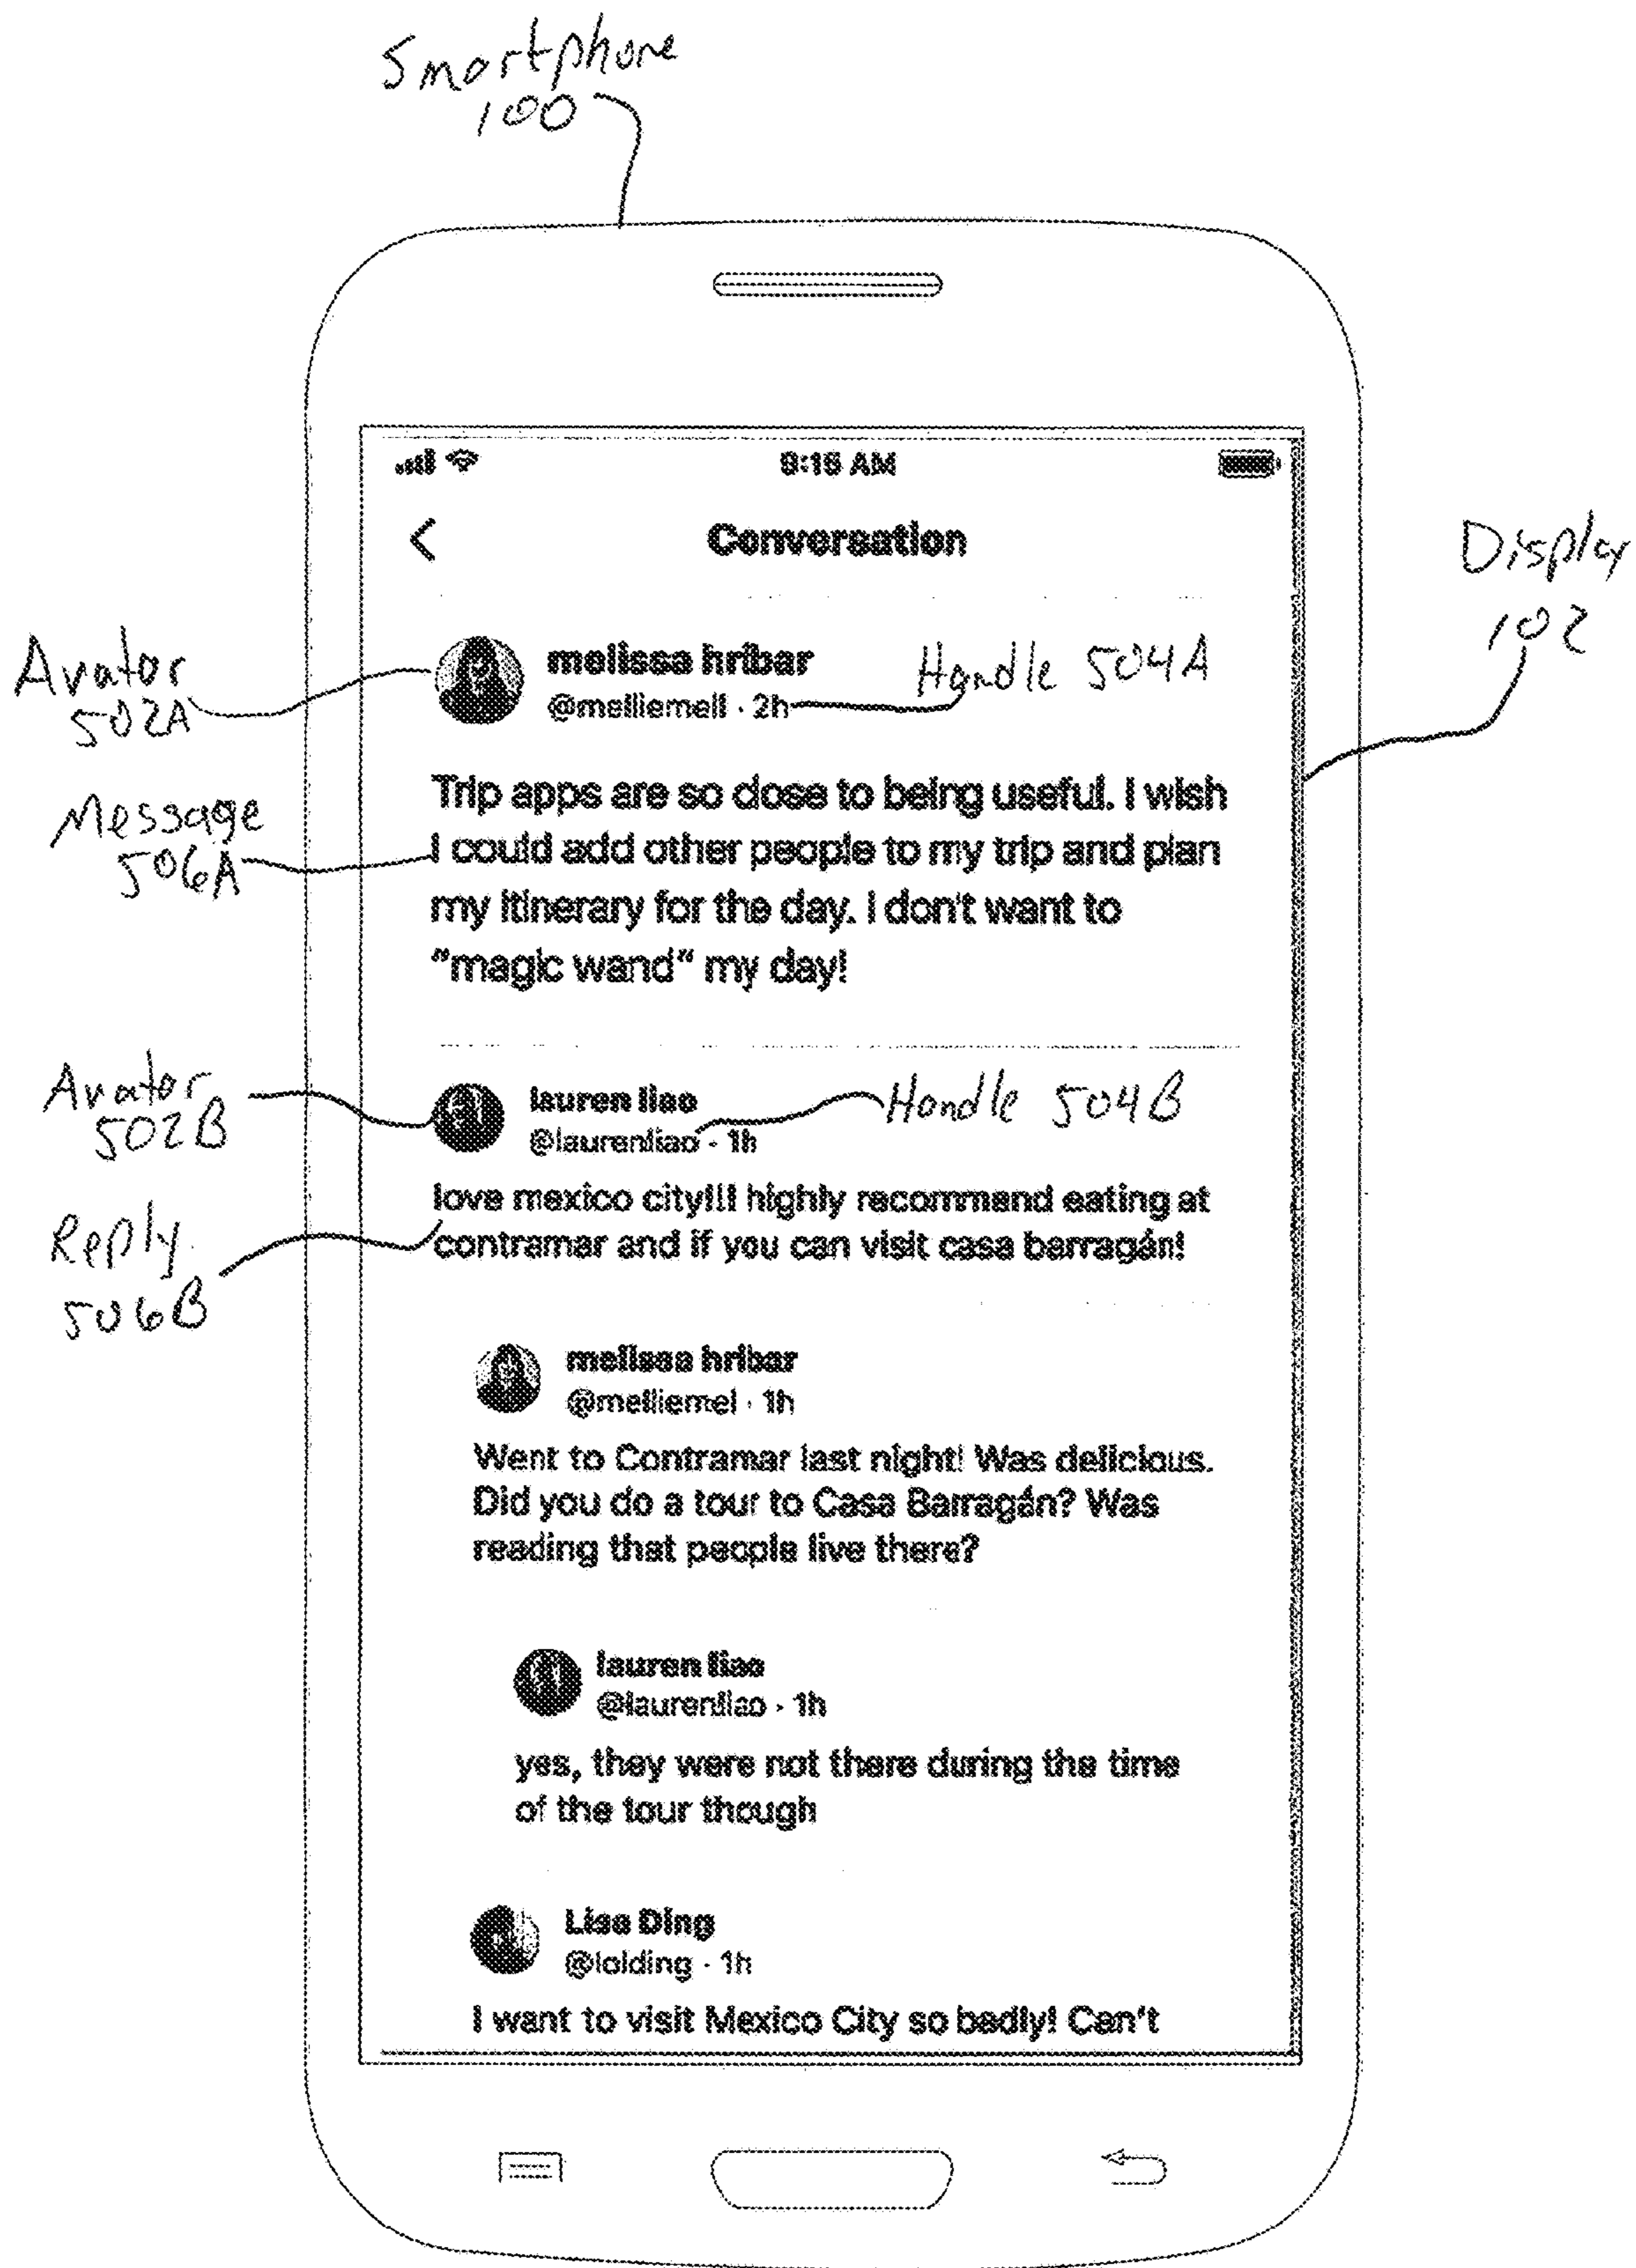 Smartphone
100
9:15 AM
Conversation
Display
102
Avatar
502A
melissa hribar
Handle 504A
@melliemell · 2h
Message
506A
Trip apps are so close to being useful. I wish
I could add other people to my trip and plan
my itinerary for the day. I don't want to
"magic wand" my day!
Avatar
502B
lauren liao
Handle 504B
@laurenliao · 1h
Reply
506B
love mexico city!!! highly recommend eating at
contramar and if you can visit casa barragán!
melissa hribar
@melliemel · 1h
Went to Contramar last night! Was delicious.
Did you do a tour to Casa Barragán? Was
reading that people live there?
lauren liao
@laurenliao · 1h
yes, they were not there during the time
of the tour though
Lisa Ding
@lolding · 1h
I want to visit Mexico City so badly! Can't